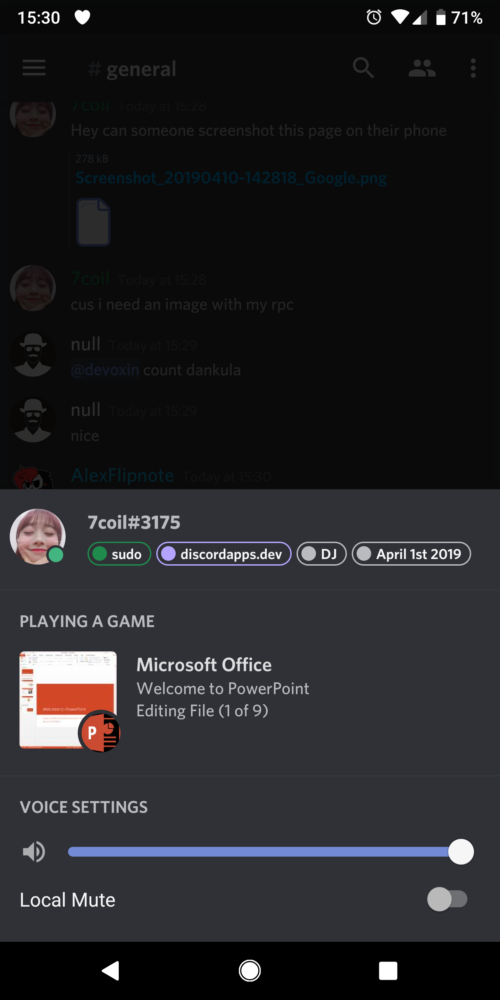 15:30
71%
# general
7coil Today at 15:28
Hey can someone screenshot this page on their phone
278 kB
Screenshot_20190410-142818_Google.png
7coil Today at 15:28
cus i need an image with my rpc
null Today at 15:29
@devoxin count dankula
null Today at 15:29
nice
AlexFlipnote Today at 15:30
7coil#3175
sudo
discordapps.dev
DJ
April 1st 2019
PLAYING A GAME
Welcome to PowerPoint
P
Microsoft Office
Welcome to PowerPoint
Editing File (1 of 9)
VOICE SETTINGS
Local Mute